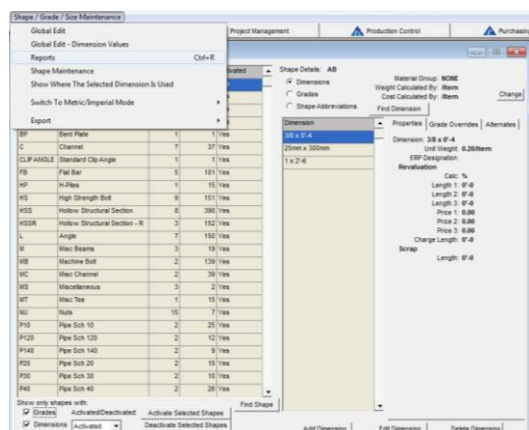 Shape / Grade / Size Maintenance
Global Edit
Global Edit - Dimension Values
Reports Ctrl+R
Shape Maintenance
Show Where The Selected Dimension Is Used
Switch To Metric/Imperial Mode
Export
Project Management
Production Control
Purchasing
Shape Details: AB
Dimensions
Grades
Shape Abbreviations
Material Group: NONE
Weight Calculated By: /Item
Cost Calculated By: /Item
Change
Find Dimension
Dimension
3/8 x 0'-4
25mm x 300mm
1 x 2'-6
Properties Grade Overrides Alternates
Dimension: 3/8 x 0'-4
Unit Weight: 0.20/Item
ERP Designation:
Revaluation
Calc: %
Length 1: 0'-0
Length 2: 0'-0
Length 3: 0'-0
Price 1: 0.00
Price 2: 0.00
Price 3: 0.00
Charge Length: 0'-0
Scrap
Length: 0'-0
BP Bent Plate 1 1 Yes
C Channel 7 37 Yes
CLIP ANGLE Standard Clip Angle 1 1 Yes
FB Flat Bar 5 181 Yes
HP H-Piles 1 15 Yes
HS High Strength Bolt 9 151 Yes
HSS Hollow Structural Section 8 390 Yes
HSSR Hollow Structural Section - R 3 152 Yes
L Angle 7 150 Yes
M Misc Beams 3 19 Yes
MB Machine Bolt 2 139 Yes
MC Misc Channel 2 39 Yes
MS Miscellaneous 3 2 Yes
MT Misc Tee 1 15 Yes
NU Nuts 15 7 Yes
P10 Pipe Sch 10 2 25 Yes
P120 Pipe Sch 120 2 12 Yes
P140 Pipe Sch 140 2 9 Yes
P20 Pipe Sch 20 2 15 Yes
P30 Pipe Sch 30 2 10 Yes
P40 Pipe Sch 40 2 26 Yes
Show only shapes with:
Find Shape
Grades Activated/Deactivated: Activate Selected Shapes
Dimensions Activated Deactivate Selected Shapes
Add Dimension Edit Dimension Delete Dimension